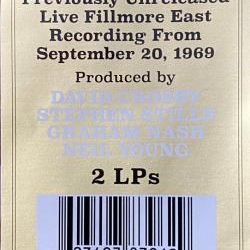 Previously Unreleased
Live Fillmore East
Recording From
September 20, 1969
Produced by
DAVID CROSBY
STEPHEN STILLS
GRAHAM NASH
NEIL YOUNG
2 LPs